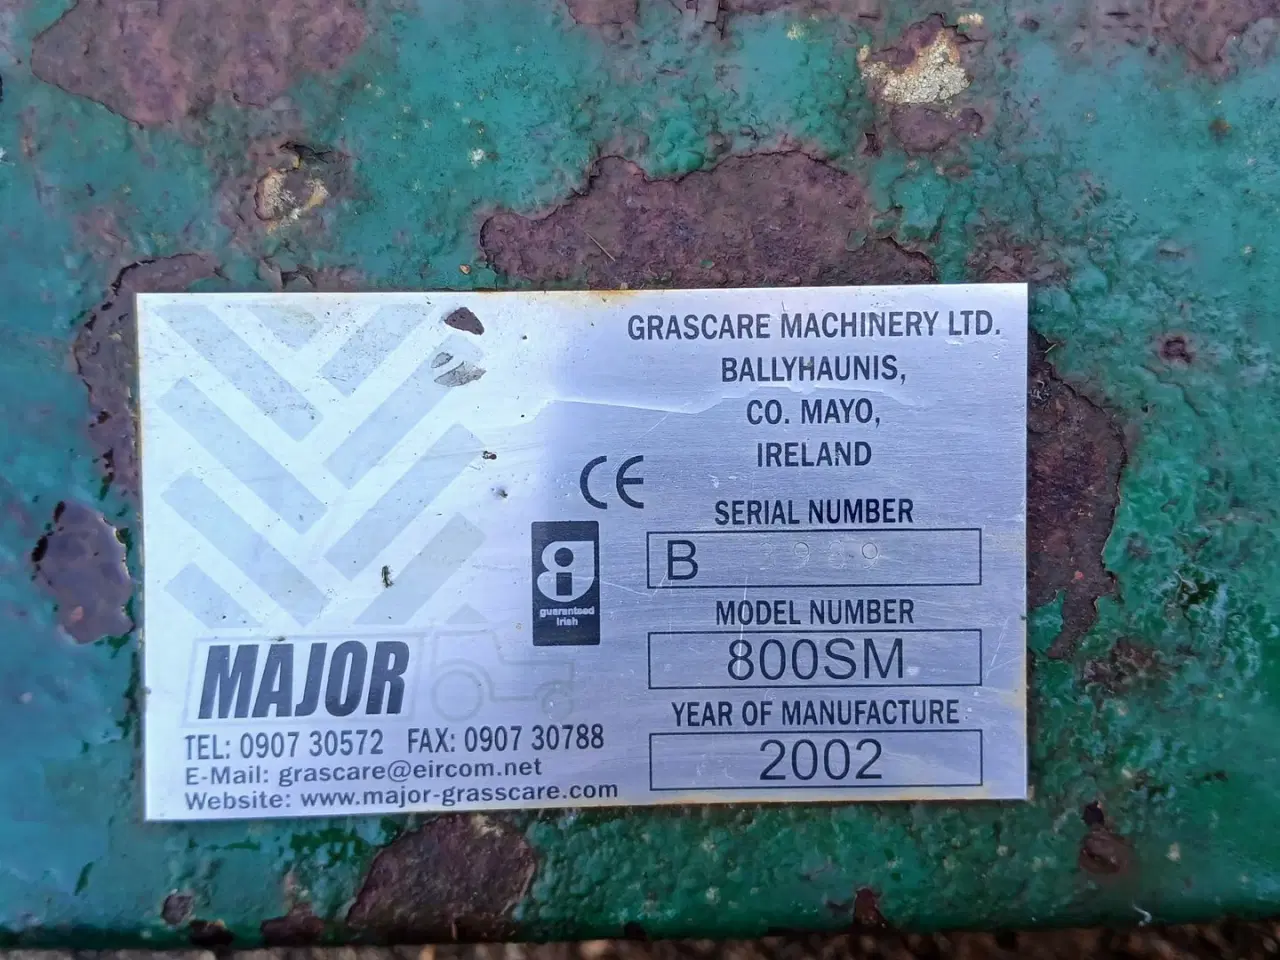 GRASCARE MACHINERY LTD.
BALLYHAUNIS,
CO. MAYO,
IRELAND
CE
SERIAL NUMBER
B
guaranteed
irish
MODEL NUMBER
800SM
MAJOR
YEAR OF MANUFACTURE
2002
TEL: 0907 30572 FAX: 0907 30788
E-Mail: grascare@eircom.net
Website: www.major-grasscare.com